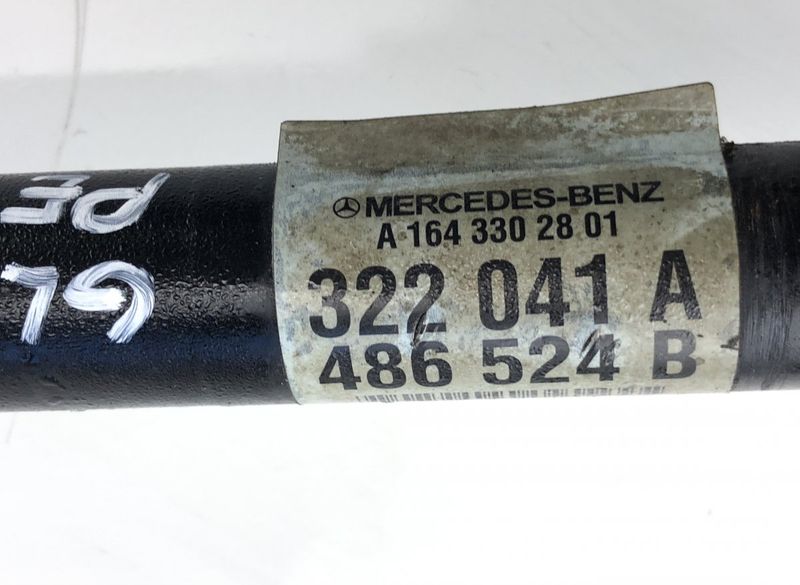 MERCEDES-BENZ
A 164 330 28 01
322 041 A
486 524 B